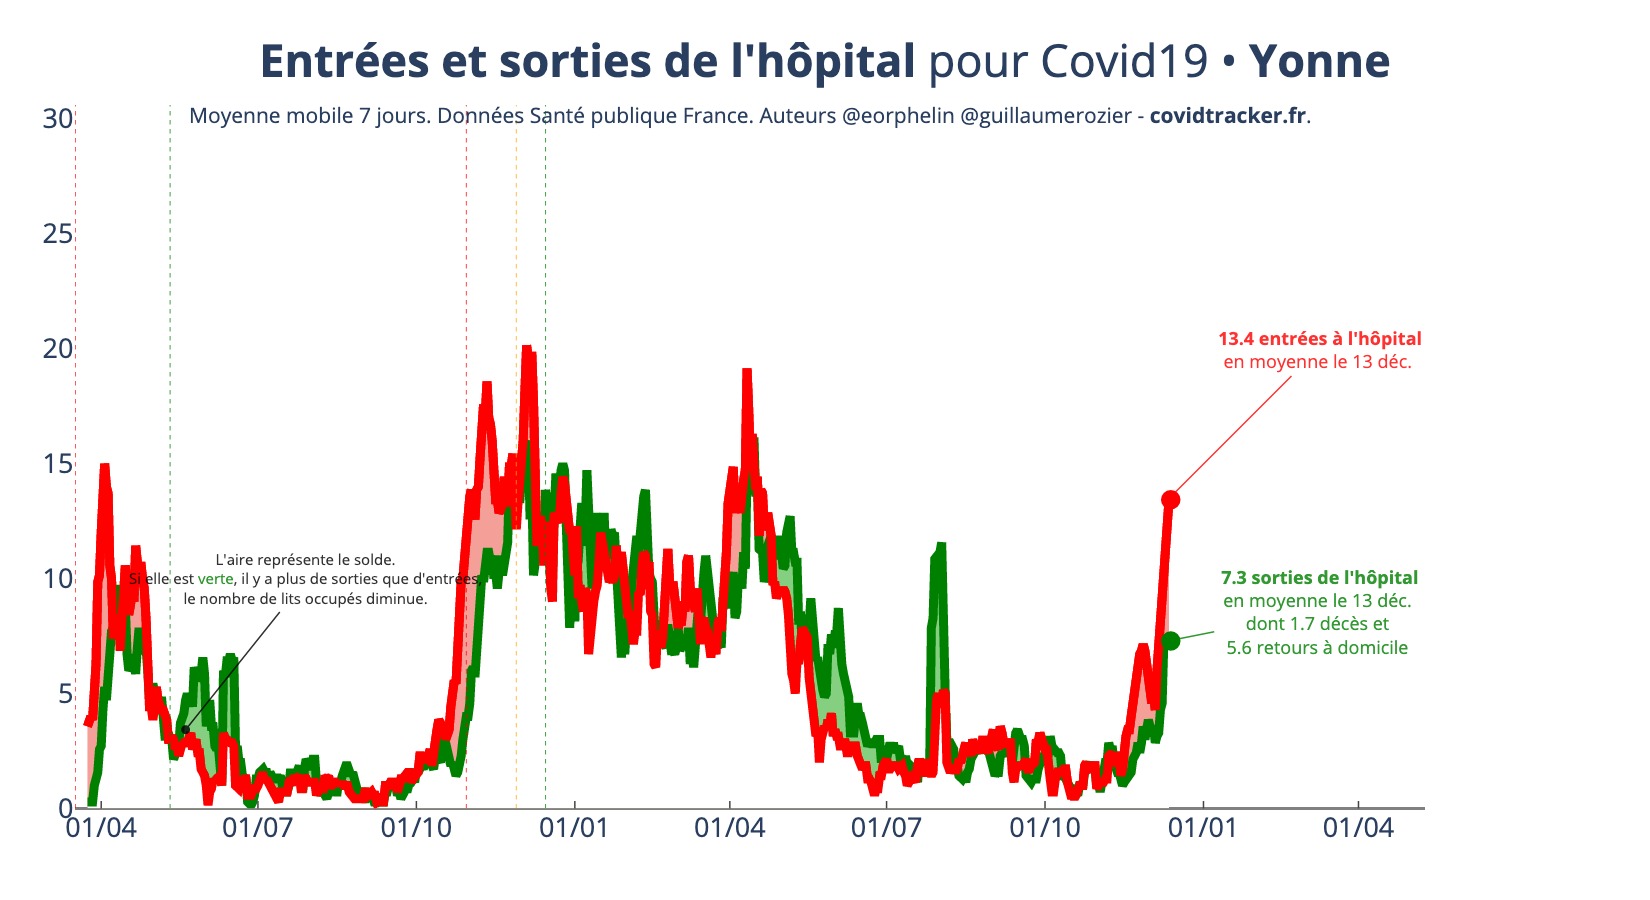 Entrées et sorties de l'hôpital pour Covid19 • Yonne
Moyenne mobile 7 jours. Données Santé publique France. Auteurs @eorphelin @guillaumerozier - covidtracker.fr.
30
25
20
15
10
5
0
13.4 entrées à l'hôpital
en moyenne le 13 déc.
L'aire représente le solde.
Si elle est verte, il y a plus de sorties que d'entrées,
le nombre de lits occupés diminue.
7.3 sorties de l'hôpital
en moyenne le 13 déc.
dont 1.7 décès et
5.6 retours à domicile
01/04 01/07 01/10 01/01 01/04 01/07 01/10 01/01 01/04